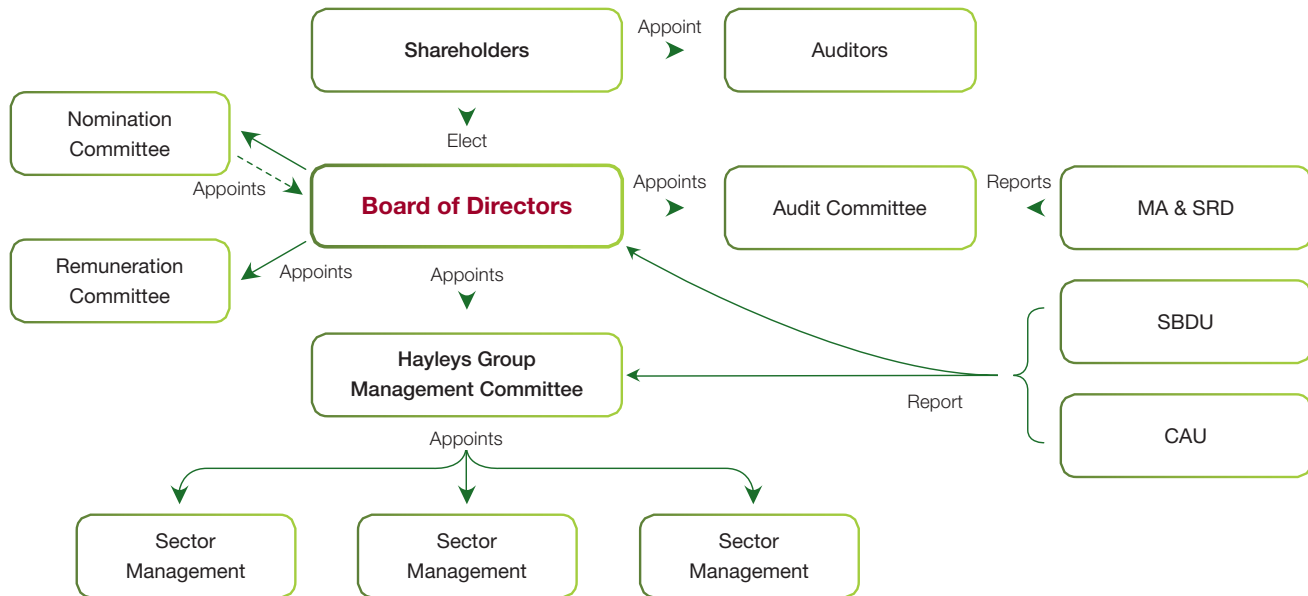 Shareholders
Appoint
Auditors
Elect
Nomination
Committee
Appoints
Board of Directors
Appoints
Audit Committee
Reports
MA & SRD
Remuneration
Committee
Appoints
Appoints
SBDU
Hayleys Group
Management Committee
Report
CAU
Appoints
Sector
Management
Sector
Management
Sector
Management